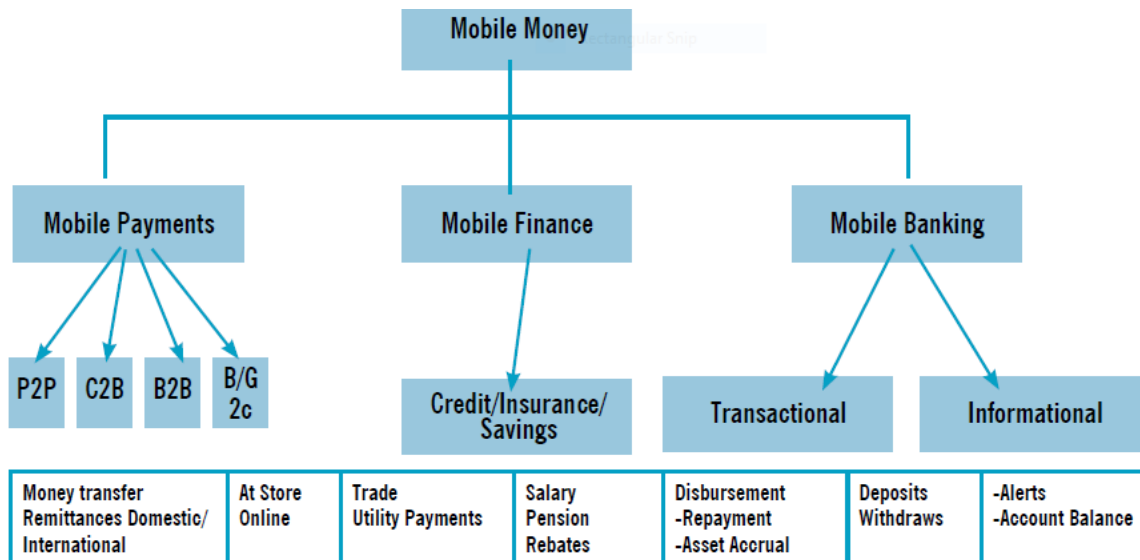 Mobile Money
Rectangular Snip
Mobile Payments
Mobile Finance
Mobile Banking
P2P
C2B
B2B
B/G
2c
Credit/Insurance/
Savings
Transactional
Informational
Money transfer
Remittances Domestic/
International
At Store
Online
Trade
Utility Payments
Salary
Pension
Rebates
Disbursement
-Repayment
-Asset Accrual
Deposits
Withdraws
-Alerts
-Account Balance